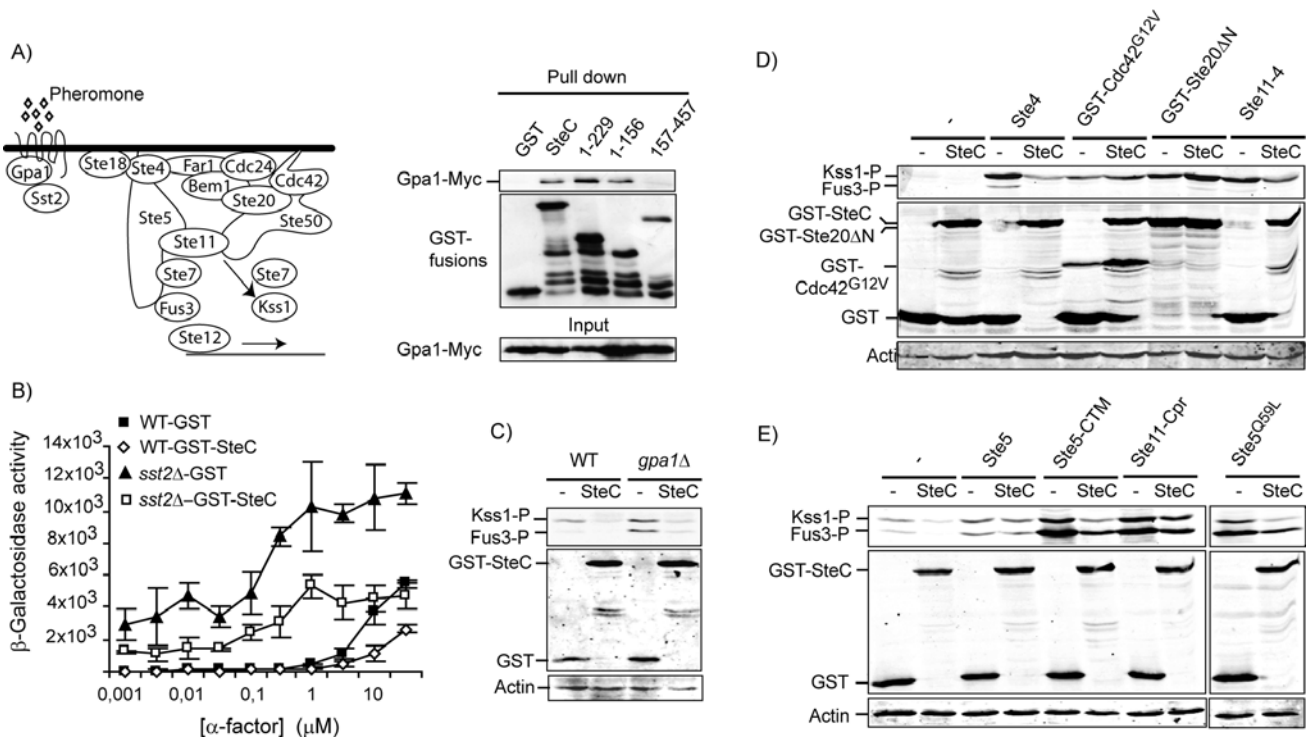 A)
Pheromone
Gpa1
Sst2
Ste18
Ste4
Far1
Cdc24
Bem1
Cdc42
Ste20
Ste5
Ste50
Ste11
Ste7
Ste7
Fus3
Kss1
Ste12
Pull down
GST
SteC
1-229
1-156
157-457
Gpa1-Myc
GST-
fusions
Input
Gpa1-Myc
B)
WT-GST
WT-GST-SteC
sst2Δ-GST
sst2Δ–GST-SteC
β-Galactosidase activity
14x10³
12x10³
10x10³
8x10³
6x10³
4x10³
2x10³
0,001 0,01 0,1 1 10
[α-factor] (μM)
C)
WT gpa1Δ
- SteC - SteC
Kss1-P
Fus3-P
GST-SteC
GST
Actin
D)
-
Ste4
GST-Cdc42G12V
GST-Ste20ΔN
Ste11-4
- SteC - SteC - SteC - SteC - SteC
Kss1-P
Fus3-P
GST-SteC
GST-Ste20ΔN
GST-
Cdc42G12V
GST
Acti
E)
-
Ste5
Ste5-CTM
Ste11-Cpr
Ste5Q59L
- SteC - SteC - SteC - SteC - SteC
Kss1-P
Fus3-P
GST-SteC
GST
Actin